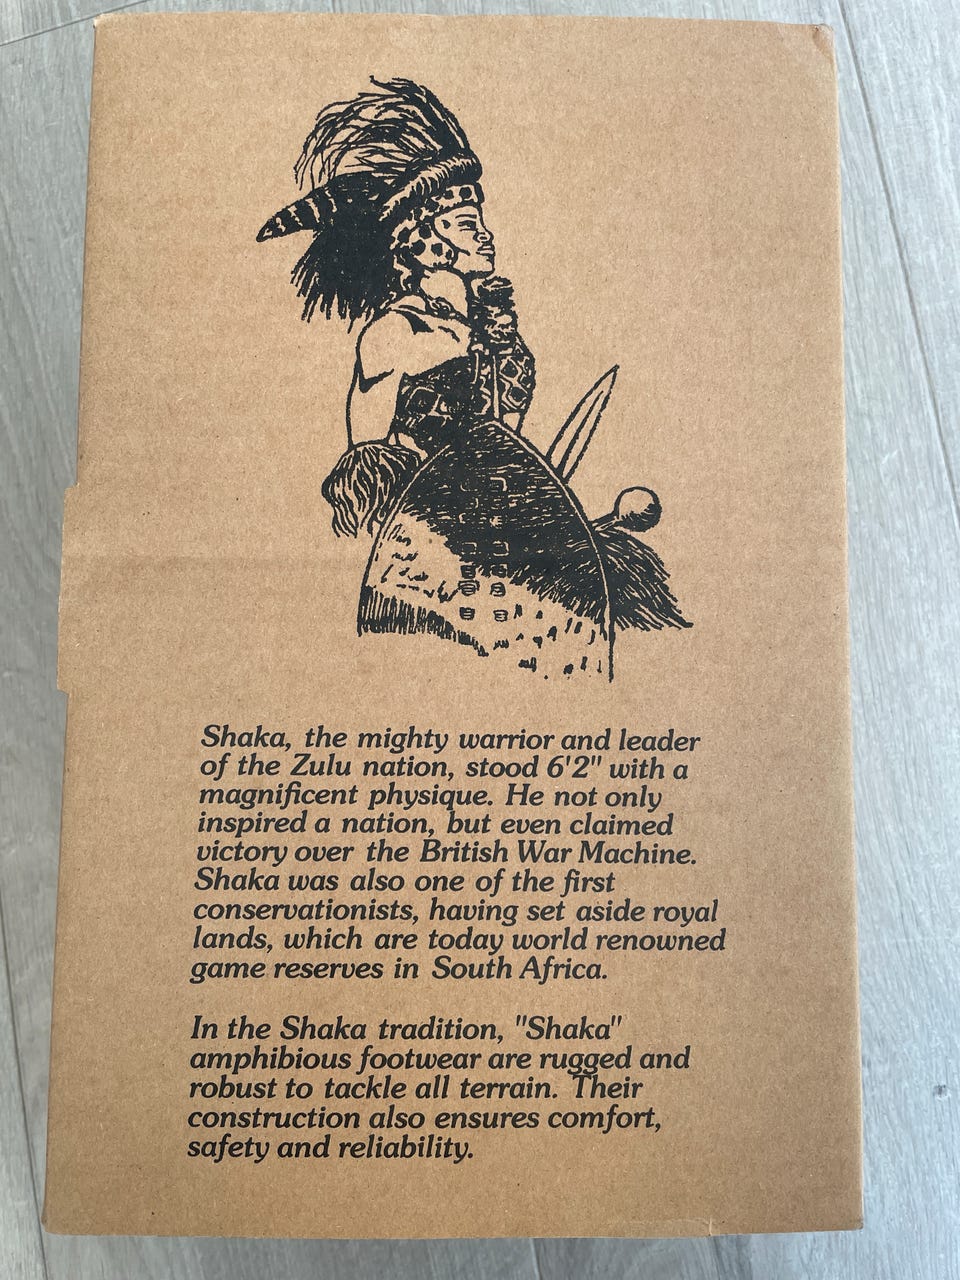 Shaka, the mighty warrior and leader
of the Zulu nation, stood 6'2" with a
magnificent physique. He not only
inspired a nation, but even claimed
victory over the British War Machine.
Shaka was also one of the first
conservationists, having set aside royal
lands, which are today world renowned
game reserves in South Africa.
In the Shaka tradition, "Shaka"
amphibious footwear are rugged and
robust to tackle all terrain. Their
construction also ensures comfort,
safety and reliability.